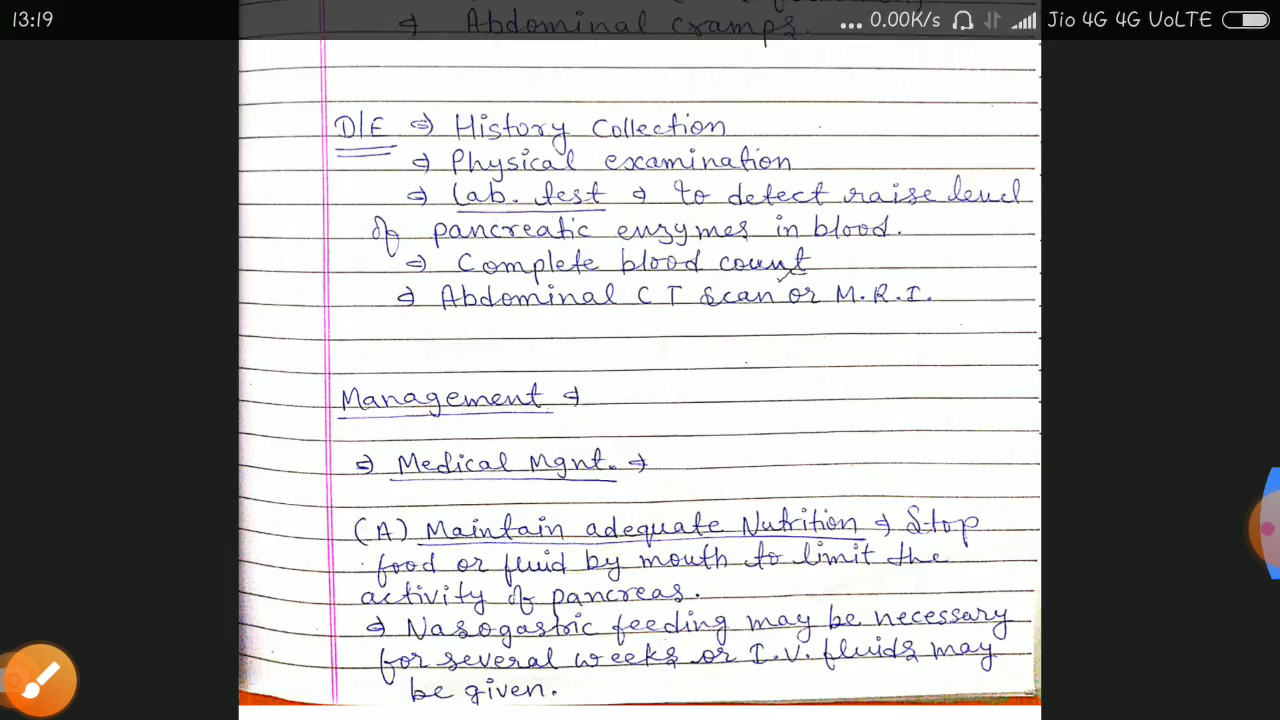 13:19 ... 0.00K/s Jio 4G 4G VoLTE
⇒ Abdominal cramps.
D/E ⇒ History Collection
⇒ Physical examination
⇒ Lab. test ⇒ to detect raise level
of pancreatic enzymes in blood.
⇒ Complete blood count
⇒ Abdominal CT Scan or M.R.I.
Management ⇒
⇒ Medical Mgnt. ⇒
(A) Maintain adequate Nutrition ⇒ Stop
food or fluid by mouth to limit the
activity of pancreas.
⇒ Nasogastric feeding may be necessary
for several weeks or I.V. fluids may
be given.